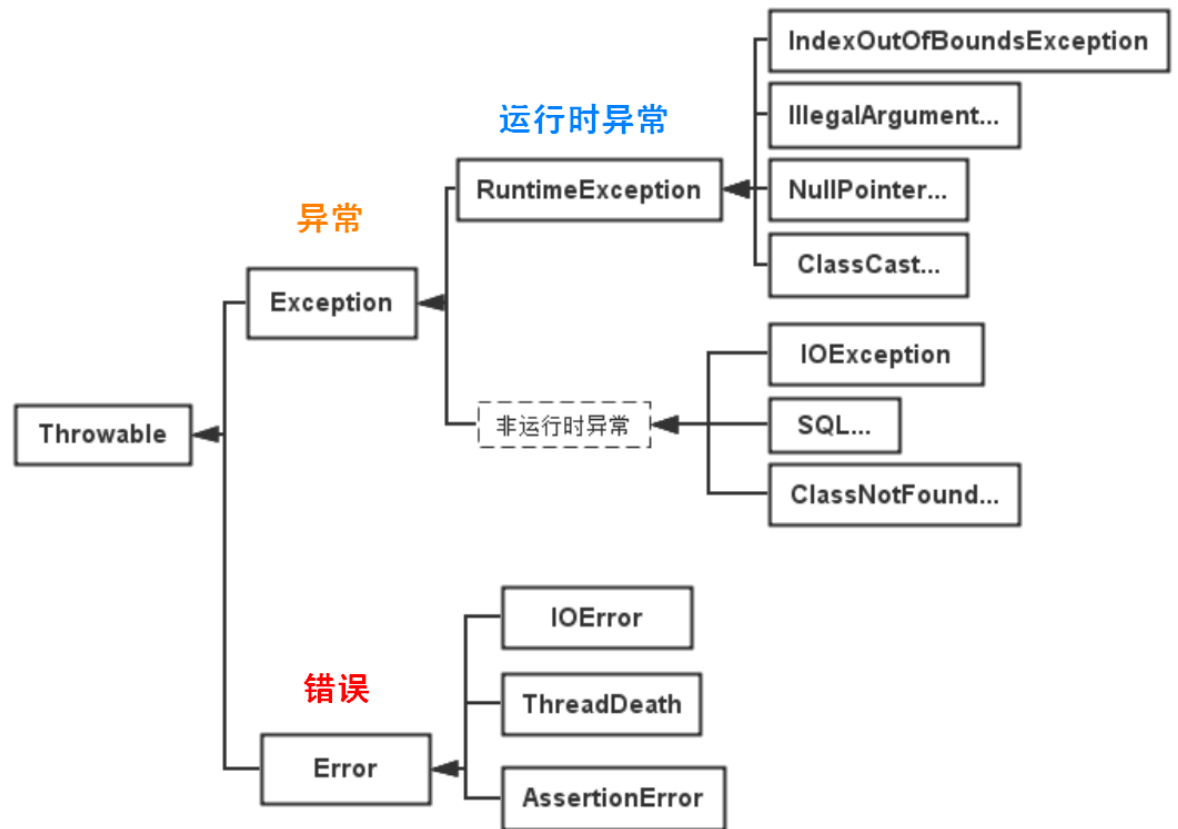 IndexOutOfBoundsException
IllegalArgument...
运行时异常
RuntimeException
NullPointer...
ClassCast...
异常
Exception
IOException
非运行时异常
SQL...
ClassNotFound...
Throwable
IOError
错误
ThreadDeath
Error
AssertionError